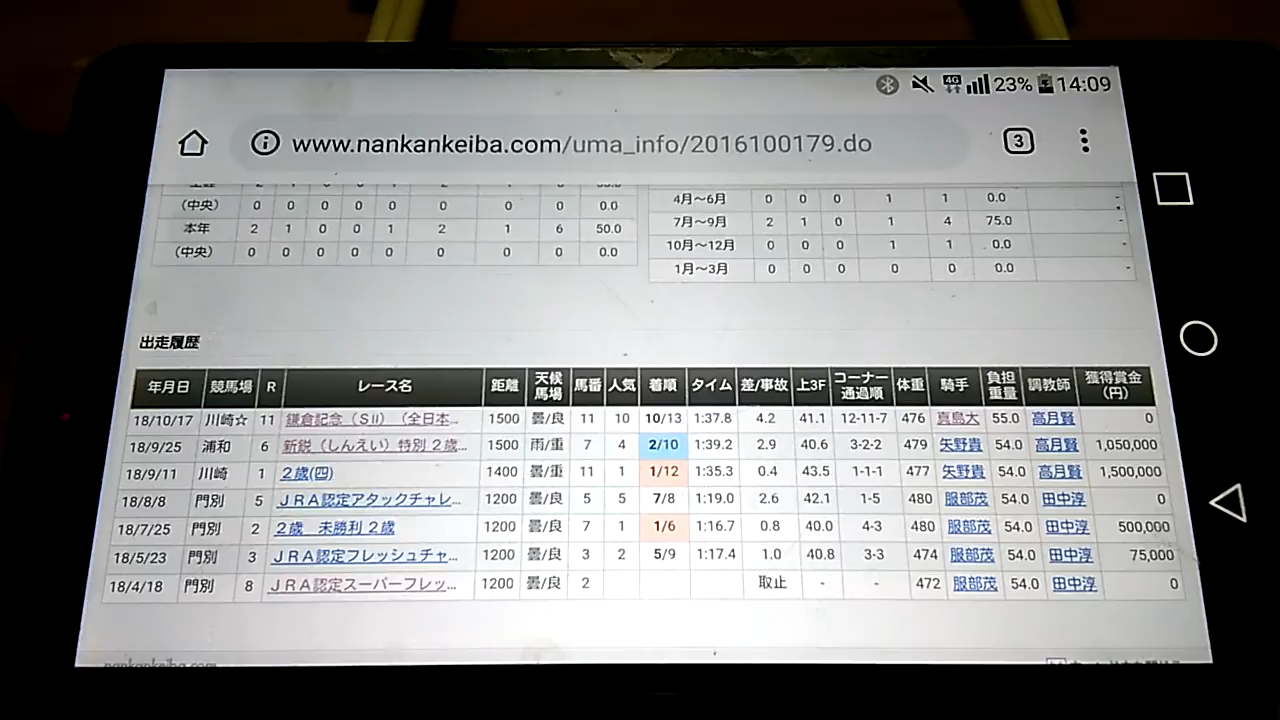 4G 23% 14:09
www.nankankeiba.com/uma_info/2016100179.do 3
(中央) 0 0 0 0 0 0 0 0 0.0
本年 2 1 0 0 1 2 1 6 50.0
(中央) 0 0 0 0 0 0 0 0 0.0
4月～6月 0 0 0 1 1 0.0 -
7月～9月 2 1 0 1 4 75.0 -
10月～12月 0 0 0 1 1 0.0 -
1月～3月 0 0 0 0 0 0.0 -
出走履歴
年月日 競馬場 R レース名 距離 天候馬場 馬番 人気 着順 タイム 差/事故 上3F コーナー通過順 体重 騎手 負担重量 調教師 獲得賞金(円)
18/10/17 川崎☆ 11 鎌倉記念（SⅡ）（全日本... 1500 曇/良 11 10 10/13 1:37.8 4.2 41.1 12-11-7 476 真島大 55.0 高月賢 0
18/9/25 浦和 6 新鋭（しんえい）特別 2歳... 1500 雨/重 7 4 2/10 1:39.2 2.9 40.6 3-2-2 479 矢野貴 54.0 高月賢 1,050,000
18/9/11 川崎 1 2歳(四) 1400 曇/重 11 1 1/12 1:35.3 0.4 43.5 1-1-1 477 矢野貴 54.0 高月賢 1,500,000
18/8/8 門別 5 JRA認定アタックチャレ... 1200 曇/良 5 5 7/8 1:19.0 2.6 42.1 1-5 480 服部茂 54.0 田中淳 0
18/7/25 門別 2 2歳 未勝利 2歳 1200 曇/良 7 1 1/6 1:16.7 0.8 40.0 4-3 480 服部茂 54.0 田中淳 500,000
18/5/23 門別 3 JRA認定フレッシュチャ... 1200 曇/良 3 2 5/9 1:17.4 1.0 40.8 3-3 474 服部茂 54.0 田中淳 75,000
18/4/18 門別 8 JRA認定スーパーフレッ... 1200 曇/良 2 取止 - - 472 服部茂 54.0 田中淳 0